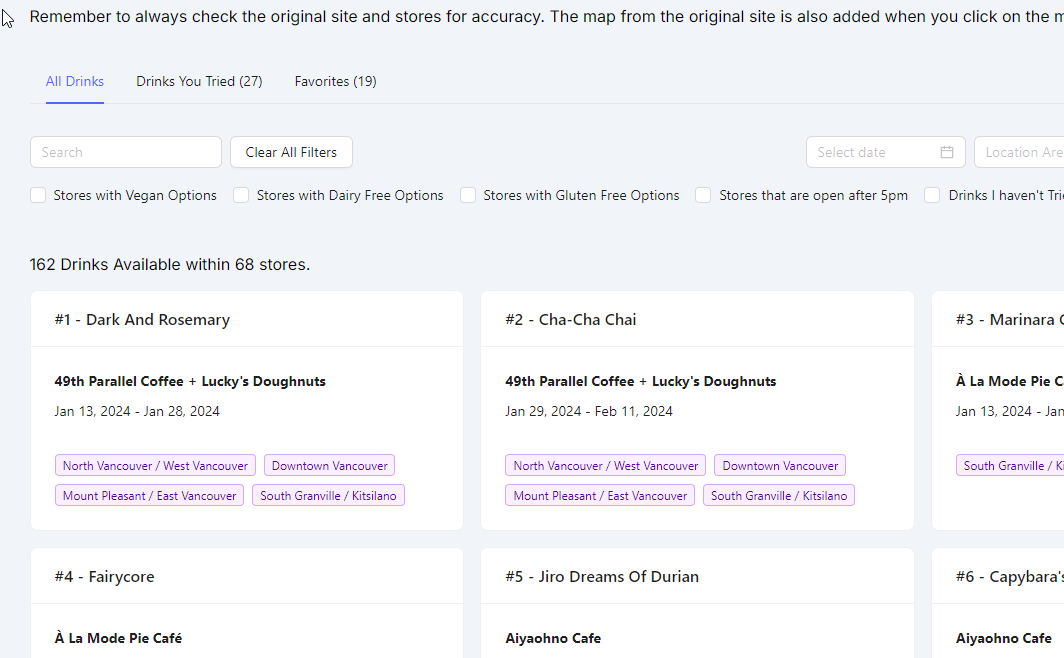 Remember to always check the original site and stores for accuracy. The map from the original site is also added when you click on the
All Drinks Drinks You Tried (27) Favorites (19)
Search Clear All Filters Select date Location Are
Stores with Vegan Options Stores with Dairy Free Options Stores with Gluten Free Options Stores that are open after 5pm Drinks I haven't Trie
162 Drinks Available within 68 stores.
#1 - Dark And Rosemary
49th Parallel Coffee + Lucky's Doughnuts
Jan 13, 2024 - Jan 28, 2024
North Vancouver / West Vancouver Downtown Vancouver
Mount Pleasant / East Vancouver South Granville / Kitsilano
#2 - Cha-Cha Chai
49th Parallel Coffee + Lucky's Doughnuts
Jan 29, 2024 - Feb 11, 2024
North Vancouver / West Vancouver Downtown Vancouver
Mount Pleasant / East Vancouver South Granville / Kitsilano
#3 - Marinara
À La Mode Pie C
Jan 13, 2024 - Jan
South Granville / Ki
#4 - Fairycore
À La Mode Pie Café
#5 - Jiro Dreams Of Durian
Aiyaohno Cafe
#6 - Capybara's
Aiyaohno Cafe